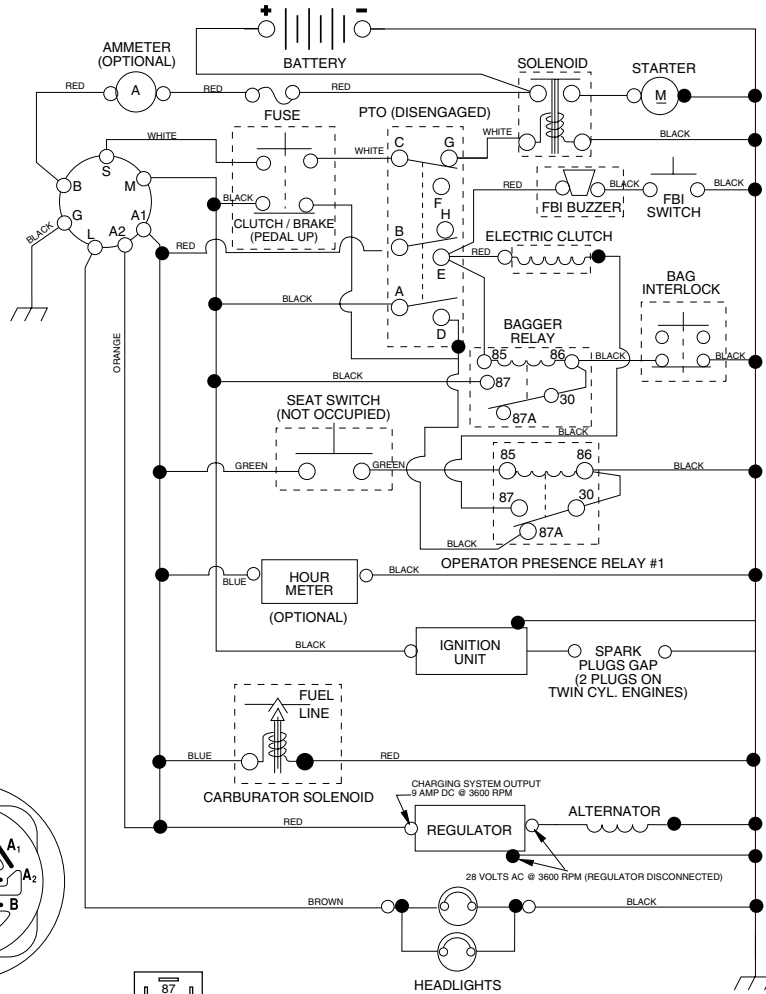 + −
BATTERY
AMMETER
(OPTIONAL)
SOLENOID
STARTER
RED
A
RED
RED
FUSE
M
PTO (DISENGAGED)
WHITE
WHITE
C
G
WHITE
BLACK
S
M
B
A1
G
L
A2
BLACK
BLACK
CLUTCH / BRAKE
(PEDAL UP)
F
H
RED
BLACK
FBI BUZZER
FBI
SWITCH
RED
B
E
RED
ELECTRIC CLUTCH
BAG
INTERLOCK
BLACK
A
D
BAGGER
RELAY
ORANGE
85
86
BLACK
BLACK
BLACK
87
30
87A
SEAT SWITCH
(NOT OCCUPIED)
BLACK
GREEN
GREEN
85
86
BLACK
87
30
87A
BLACK
OPERATOR PRESENCE RELAY #1
BLUE
HOUR
METER
BLACK
(OPTIONAL)
BLACK
IGNITION
UNIT
SPARK
PLUGS GAP
(2 PLUGS ON
TWIN CYL. ENGINES)
FUEL
LINE
BLUE
RED
CARBURATOR SOLENOID
CHARGING SYSTEM OUTPUT
9 AMP DC @ 3600 RPM
RED
REGULATOR
ALTERNATOR
28 VOLTS AC @ 3600 RPM (REGULATOR DISCONNECTED)
A1
A2
B
BROWN
BLACK
HEADLIGHTS
87